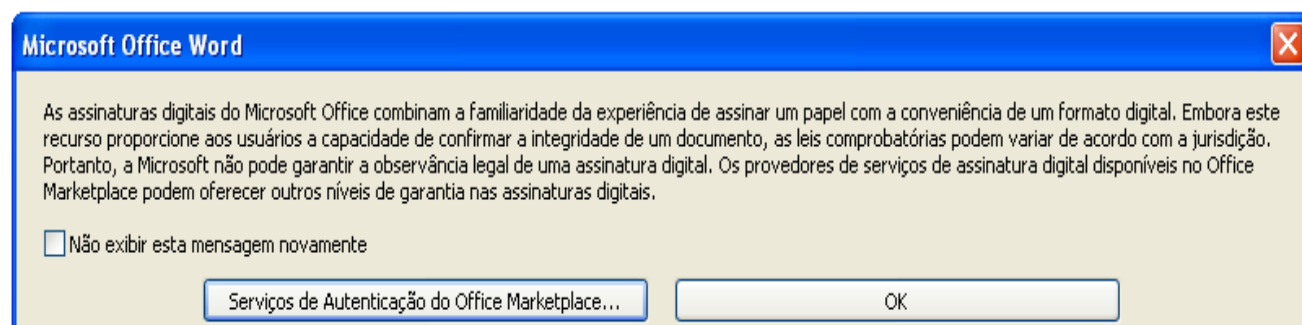 Microsoft Office Word
As assinaturas digitais do Microsoft Office combinam a familiaridade da experiência de assinar um papel com a conveniência de um formato digital. Embora este
recurso proporcione aos usuários a capacidade de confirmar a integridade de um documento, as leis comprobatórias podem variar de acordo com a jurisdição.
Portanto, a Microsoft não pode garantir a observância legal de uma assinatura digital. Os provedores de serviços de assinatura digital disponíveis no Office
Marketplace podem oferecer outros níveis de garantia nas assinaturas digitais.
Não exibir esta mensagem novamente
Serviços de Autenticação do Office Marketplace... OK